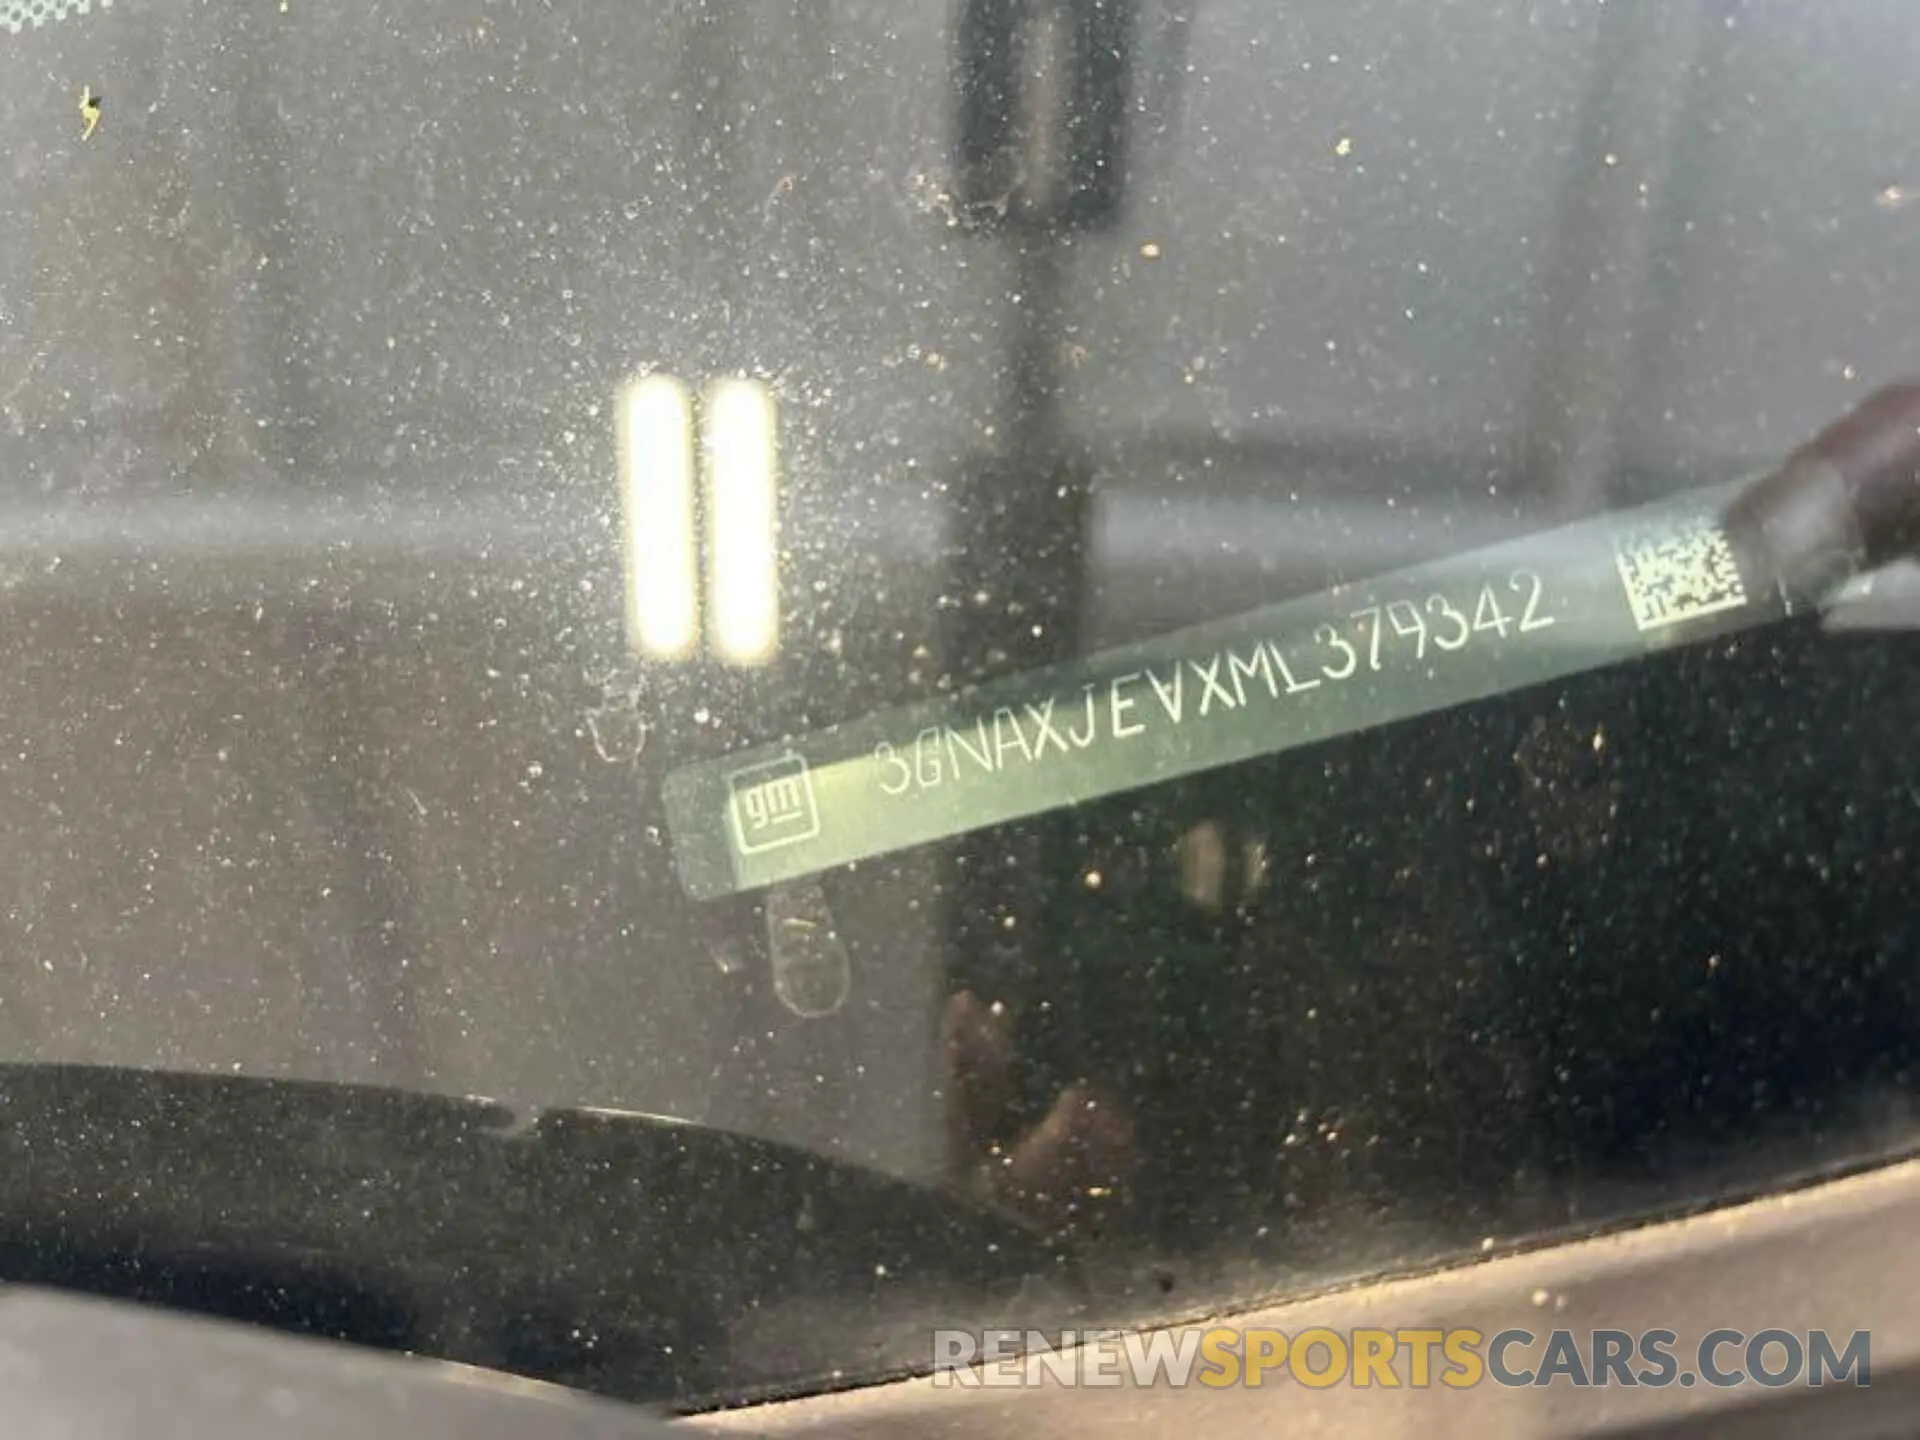 gm 3GNAXJEVXML379342
RENEWSPORTSCARS.COM